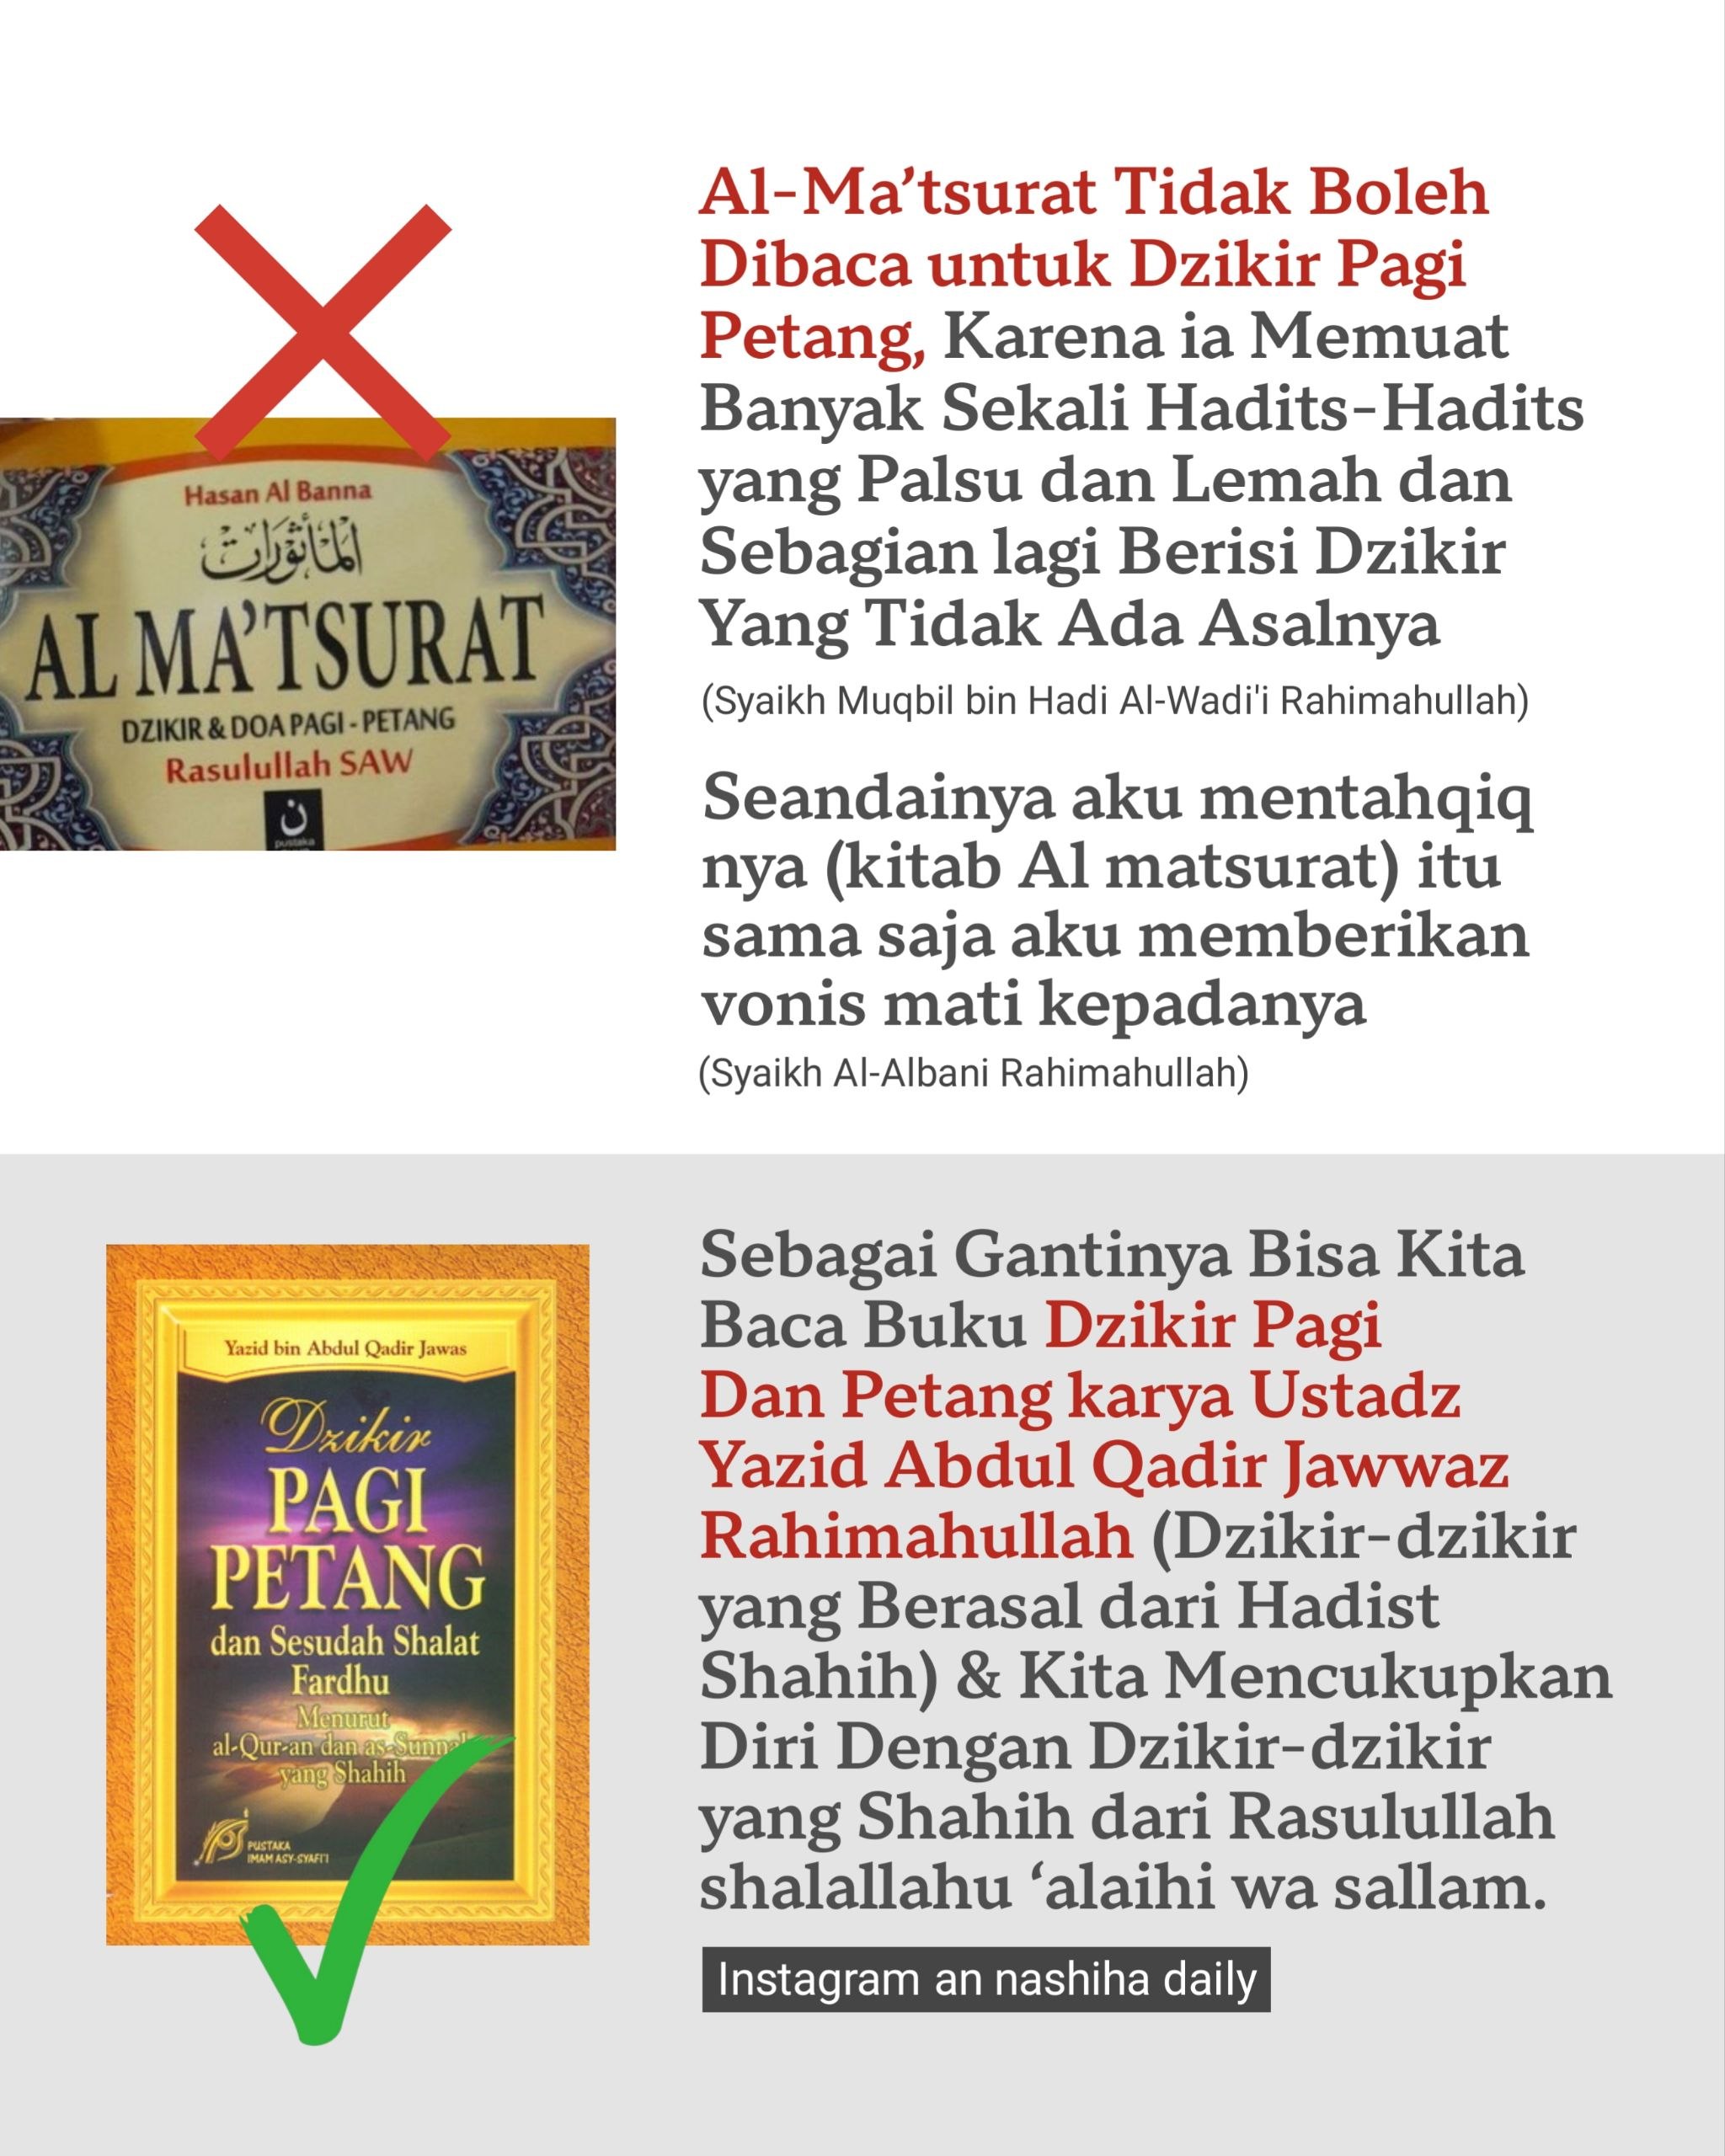 Al-Ma’tsurat Tidak Boleh
Dibaca untuk Dzikir Pagi
Petang, Karena ia Memuat
Banyak Sekali Hadits-Hadits
yang Palsu dan Lemah dan
Sebagian lagi Berisi Dzikir
Yang Tidak Ada Asalnya
(Syaikh Muqbil bin Hadi Al-Wadi'i Rahimahullah)
Hasan Al Banna
المأثورات
AL MA’TSURAT
DZIKIR & DOA PAGI - PETANG
Rasulullah SAW
ن
pustaka
Seandainya aku mentahqiq
nya (kitab Al matsurat) itu
sama saja aku memberikan
vonis mati kepadanya
(Syaikh Al-Albani Rahimahullah)
Yazid bin Abdul Qadir Jawas
Dzikir
PAGI
PETANG
dan Sesudah Shalat
Fardhu
Menurut
al-Qur-an dan as-Sunnah
yang Shahih
PUSTAKA
IMAM ASY-SYAFI'I
Sebagai Gantinya Bisa Kita
Baca Buku Dzikir Pagi
Dan Petang karya Ustadz
Yazid Abdul Qadir Jawwaz
Rahimahullah (Dzikir-dzikir
yang Berasal dari Hadist
Shahih) & Kita Mencukupkan
Diri Dengan Dzikir-dzikir
yang Shahih dari Rasulullah
shalallahu ‘alaihi wa sallam.
Instagram an nashiha daily